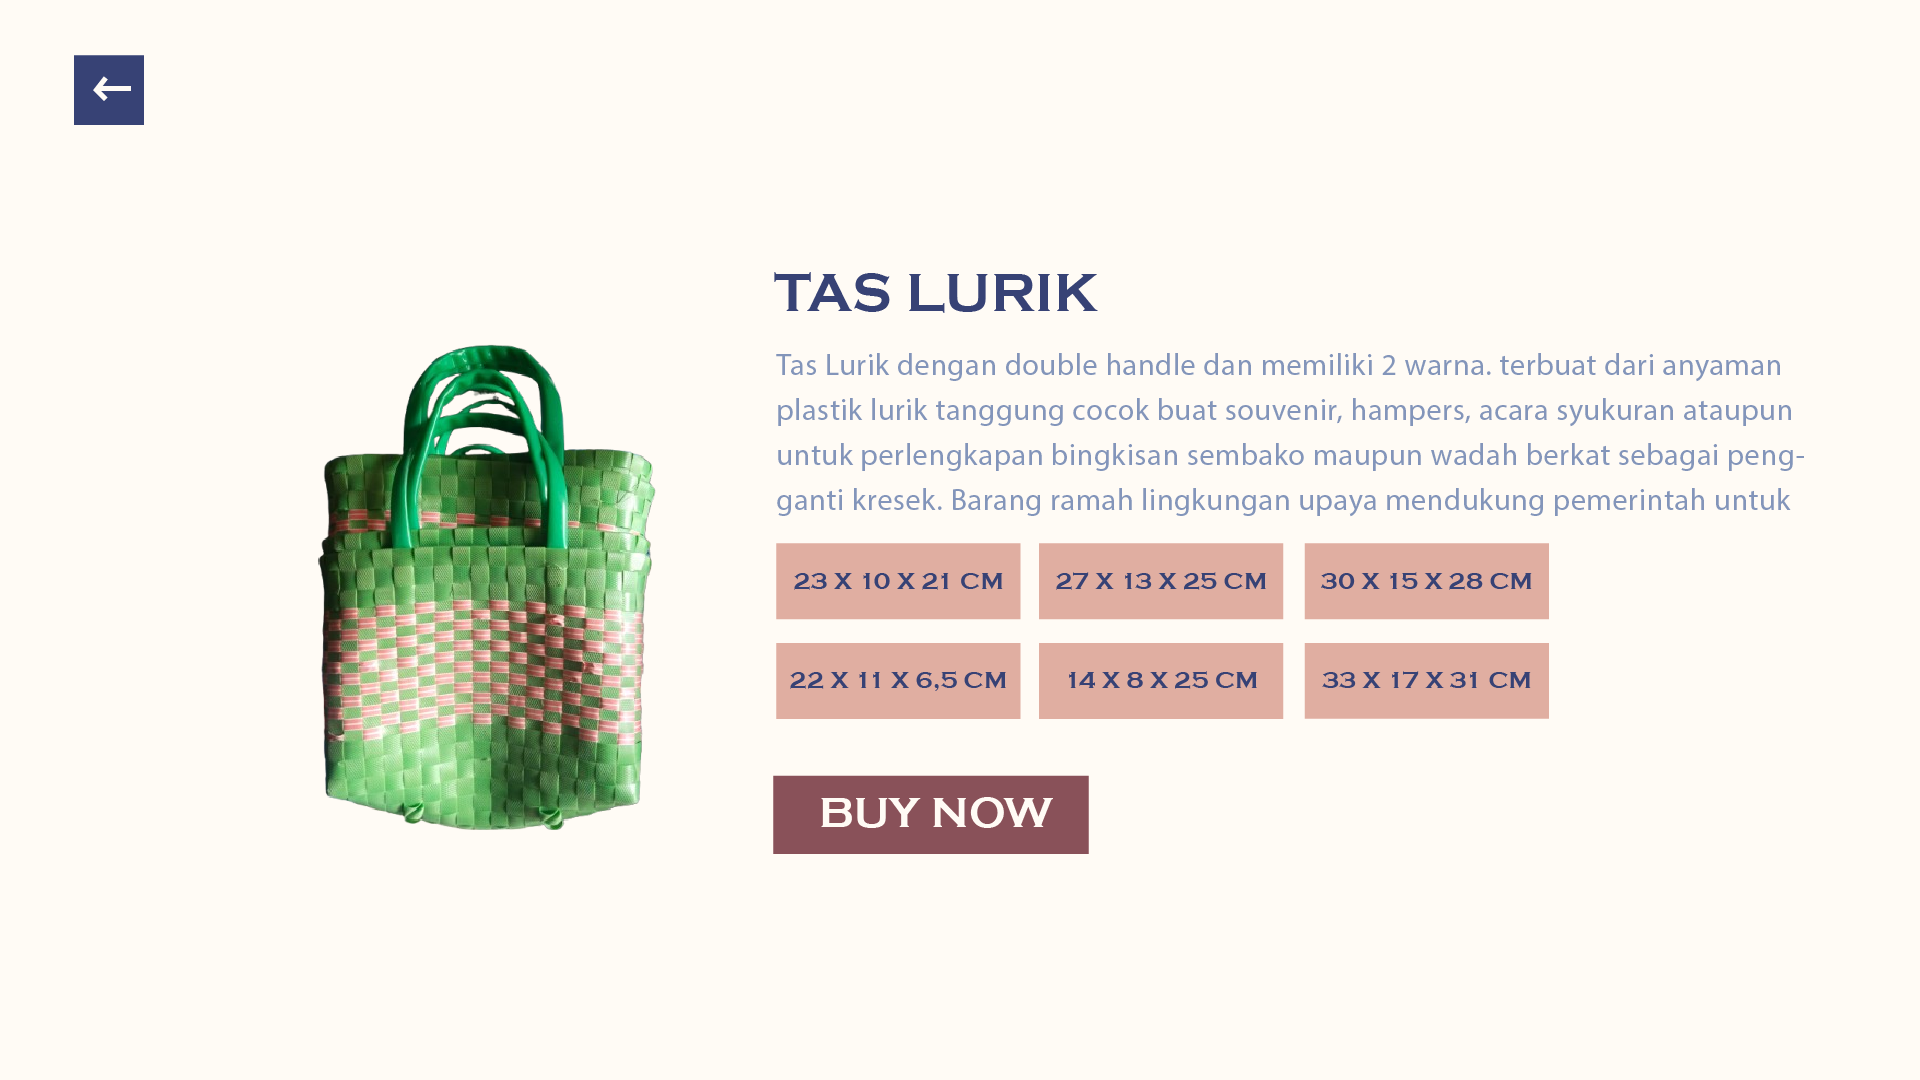 TAS LURIK
Tas Lurik dengan double handle dan memiliki 2 warna. terbuat dari anyaman
plastik lurik tanggung cocok buat souvenir, hampers, acara syukuran ataupun
untuk perlengkapan bingkisan sembako maupun wadah berkat sebagai peng-
ganti kresek. Barang ramah lingkungan upaya mendukung pemerintah untuk
23 X 10 X 21 CM
27 X 13 X 25 CM
30 X 15 X 28 CM
22 X 11 X 6,5 CM
14 X 8 X 25 CM
33 X 17 X 31 CM
BUY NOW